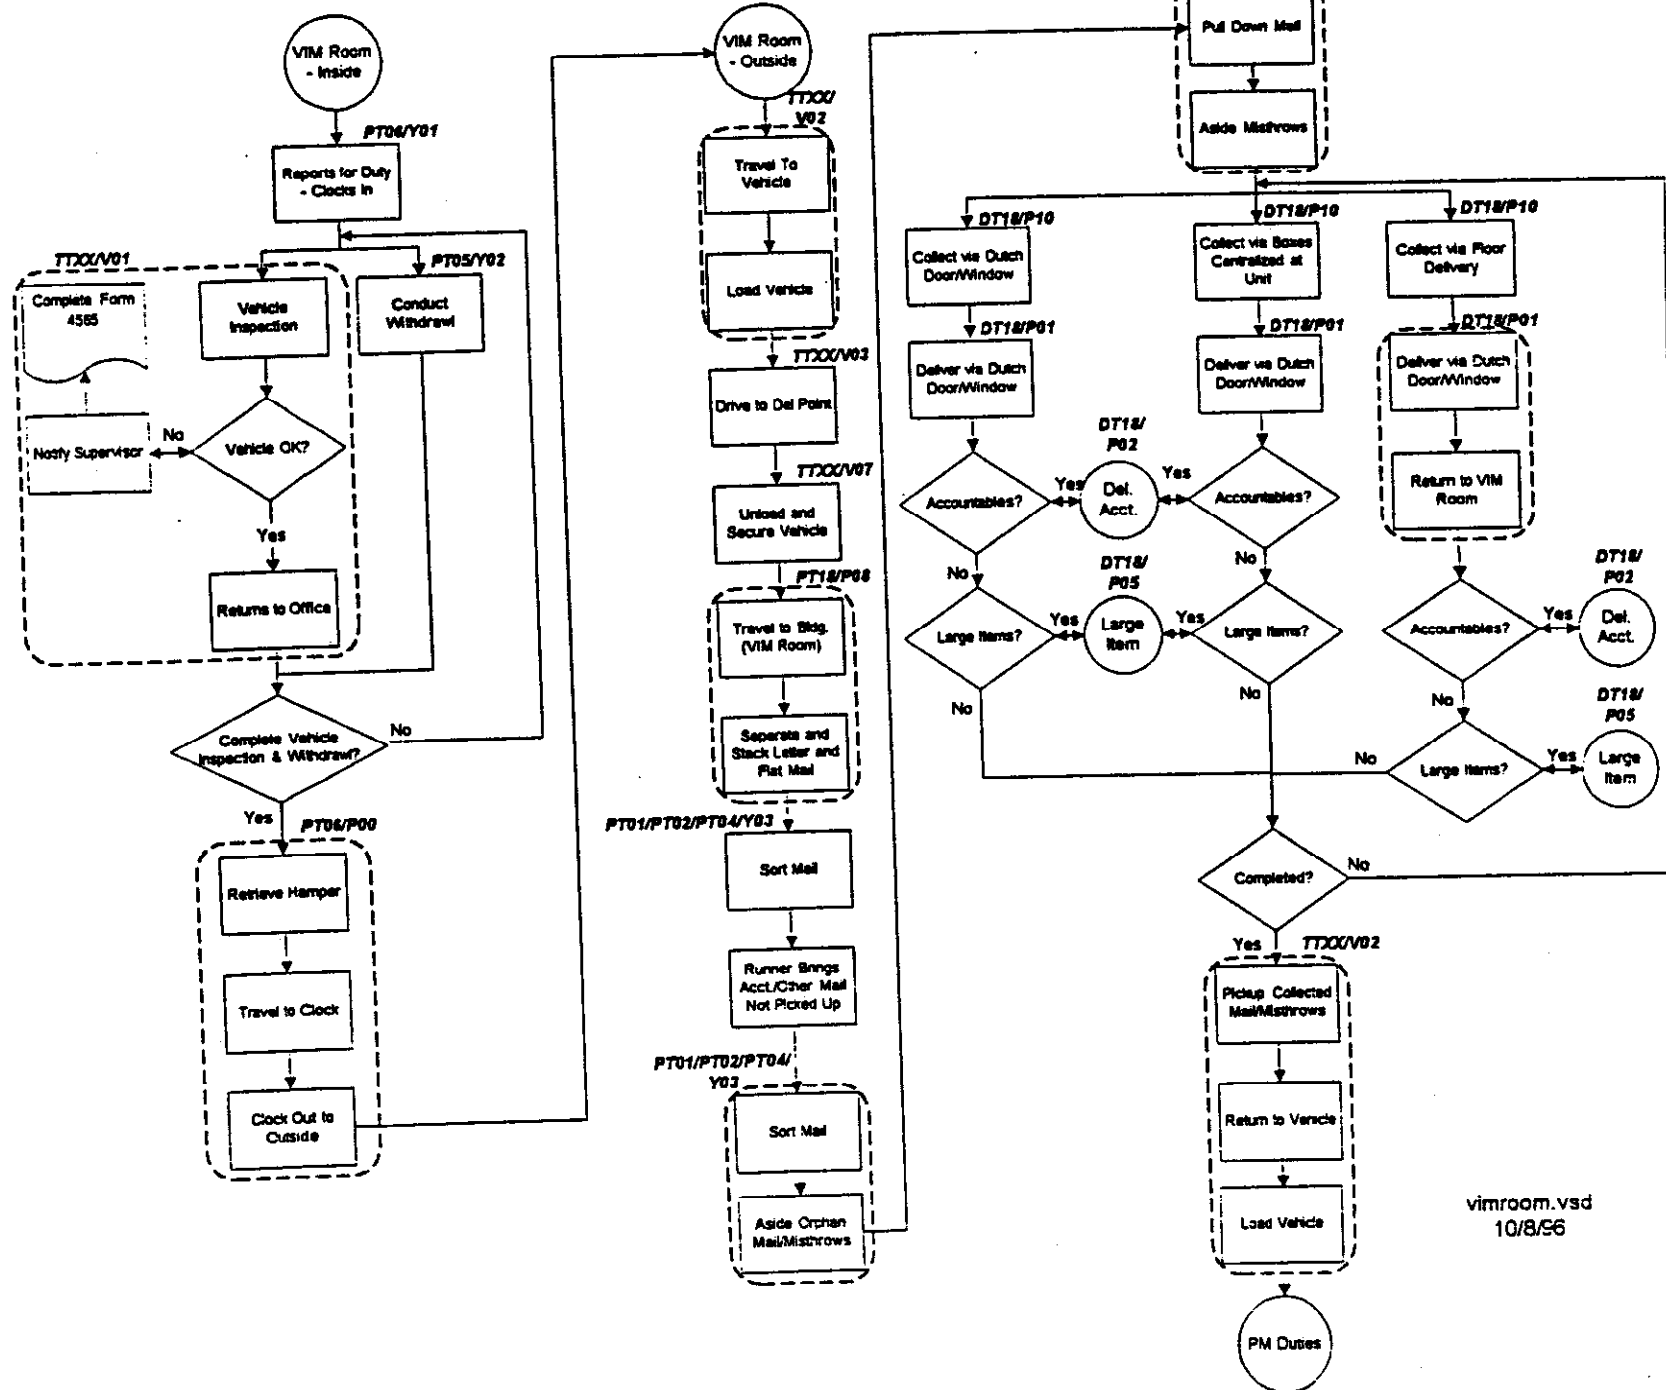 VIM Room
- Inside
PT06/Y01
Reports for Duty
- Clocks In
TTXX/V01
PT05/Y02
Complete Form
4565
Vehicle
Inspection
Conduct
Withdrawl
Notify Supervisor
No
Vehicle OK?
Yes
Returns to Office
Complete Vehicle
Inspection & Withdrawl?
No
Yes
PT06/P00
Retrieve Hamper
Travel to Clock
Clock Out to
Outside
VIM Room
- Outside
TTXX/
V02
Travel To
Vehicle
Load Vehicle
TTXX/V03
Drive to Del Point
TTXX/V07
Unload and
Secure Vehicle
PT18/P08
Travel to Bldg.
(VIM Room)
Seperate and
Stack Letter and
Flat Mail
PT01/PT02/PT04/Y03
Sort Mail
Runner Brings
Acct./Other Mail
Not Picked Up
PT01/PT02/PT04/
Y03
Sort Mail
Aside Orphan
Mail/Misthrows
Pull Down Mail
Aside Misthrows
DT18/P10
Collect via Dutch
Door/Window
DT18/P01
Deliver via Dutch
Door/Window
Accountables?
Yes
No
Large Items?
Yes
No
DT18/
P02
Del.
Acct.
DT18/
P05
Large
Item
DT18/P10
Collect via Boxes
Centralized at
Unit
DT18/P01
Deliver via Dutch
Door/Window
Yes
Accountables?
No
Yes
Large Items?
No
DT18/P10
Collect via Floor
Delivery
DT18/P01
Deliver via Dutch
Door/Window
Return to VIM
Room
Accountables?
Yes
DT18/
P02
Del.
Acct.
No
No
Large Items?
Yes
DT18/
P05
Large
Item
Completed?
No
Yes
TTXX/V02
Pickup Collected
Mail/Misthrows
Return to Vehicle
Load Vehicle
PM Duties
vimroom.vsd
10/8/96